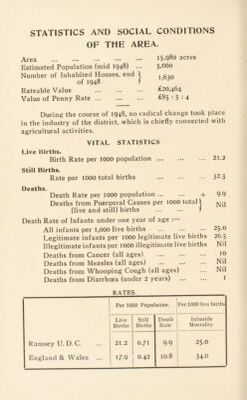 STATISTICS AND SOCIAL CONDITIONS
OF THE AREA.
Area ... ... ... ... ... 15,980 acres
Estimated Population (mid 1948) ... 5,660
Number of Inhabited Houses, end } of 1948 ... 1,630
Rateable Value ... ... ... £20,464
Value of Penny Rate ... ... ... £85 : 5 : 4
During the course of 1948, no radical change took place
in the industry of the district, which is chiefly connected with
agricultural activities.
VITAL STATISTICS
Live Births.
Birth Rate per 1000 population ... ... ... 21.2
Still Births.
Rate per 1000 total births ... ... ... 32.3
Deaths.
Death Rate per 1000 population ... ... 9.9
Deaths from Puerperal Causes per 1000 total }
(live and still) births ... ... Nil
Death Rate of Infants under one year of age :—
All infants per 1,000 live births ... ... 25.0
Legitimate infants per 1000 legitimate live births 26.5
Illegitimate infants per 1000 illegitimate live births Nil
Deaths from Cancer (all ages) ... ... 10
Deaths from Measles (all ages) ... ... Nil
Deaths from Whooping Cough (all ages) ... Nil
Deaths from Diarrhœa (under 2 years) ... ... 1
RATES.
Per 1000 Population. Per 1000 live births
Live Births Still Births Death Rate Infantile Mortality
Ramsey U.D.C. ... 21.2 0.71 9.9 25.0
England & Wales ... 17.9 0.42 10.8 34.0